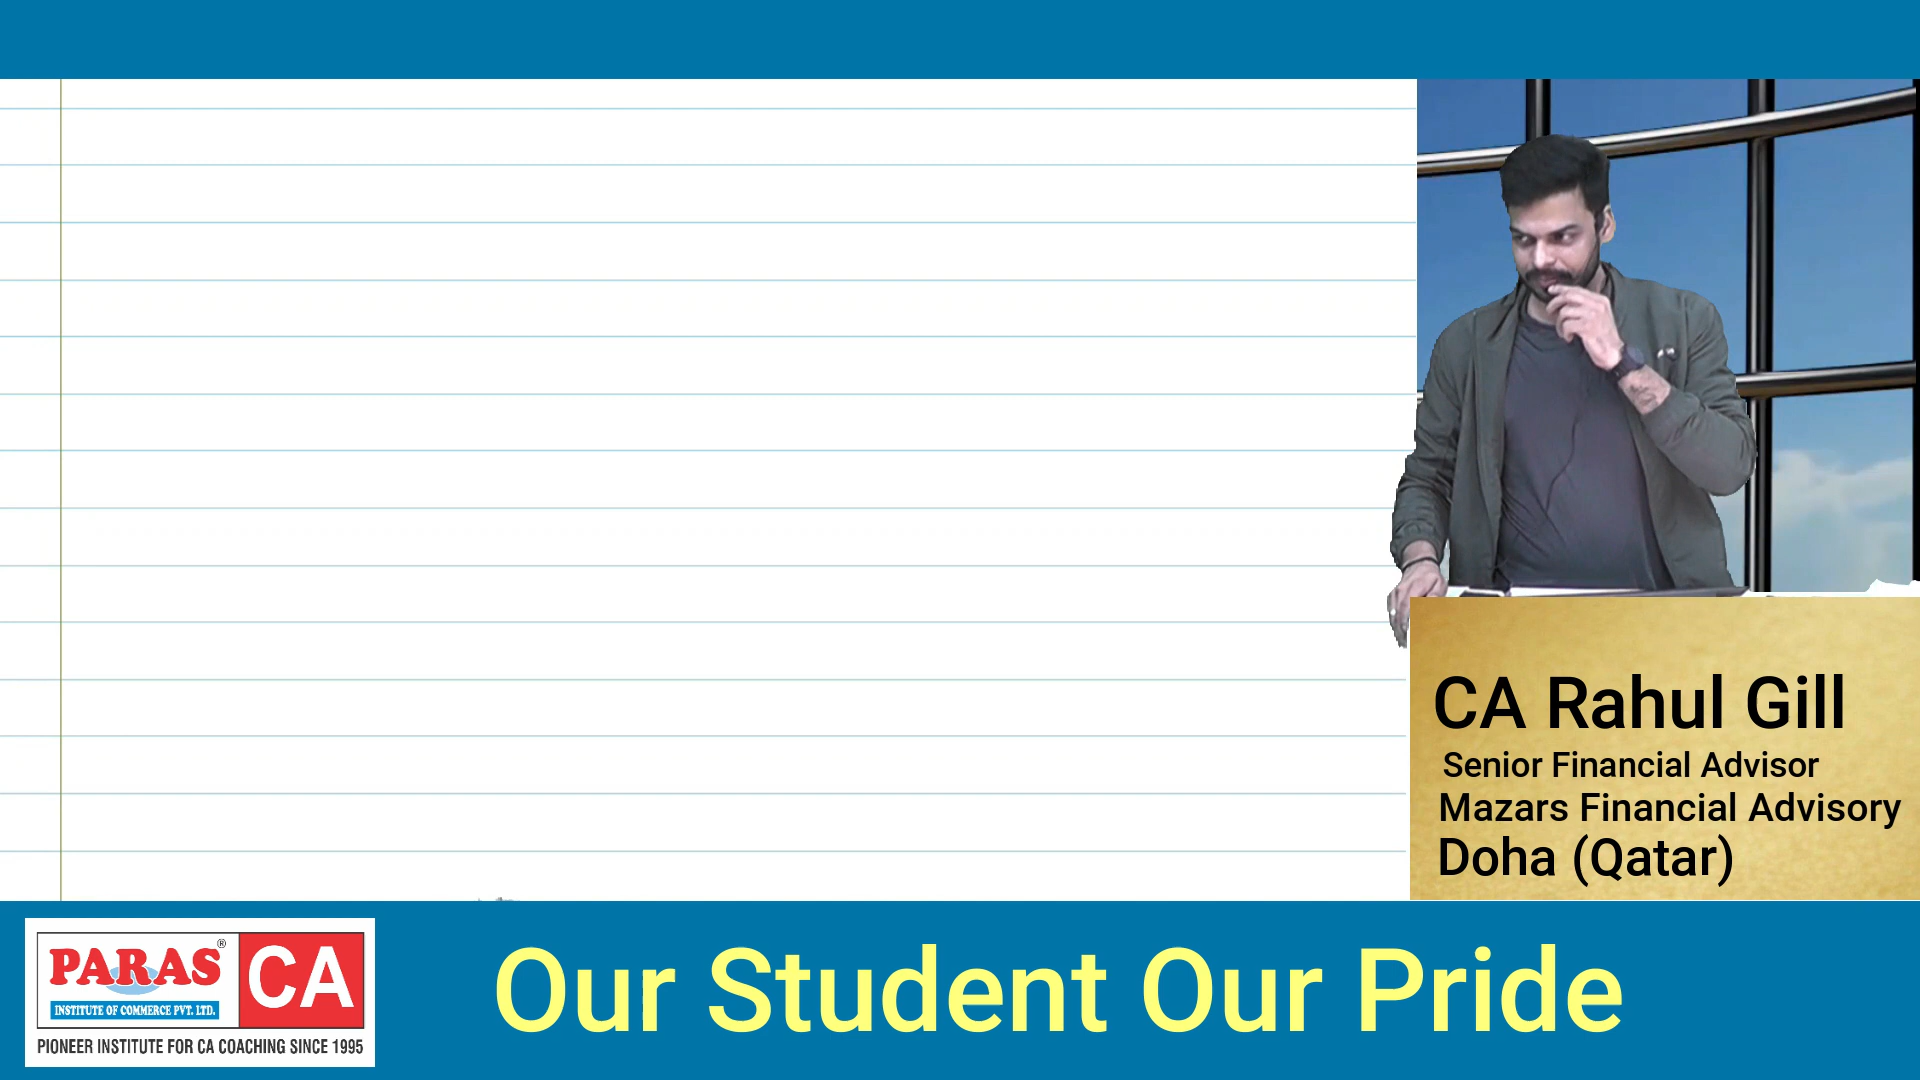 CA Rahul Gill
Senior Financial Advisor
Mazars Financial Advisory
Doha (Qatar)
PARAS® CA
INSTITUTE OF COMMERCE PVT. LTD.
PIONEER INSTITUTE FOR CA COACHING SINCE 1995
Our Student Our Pride